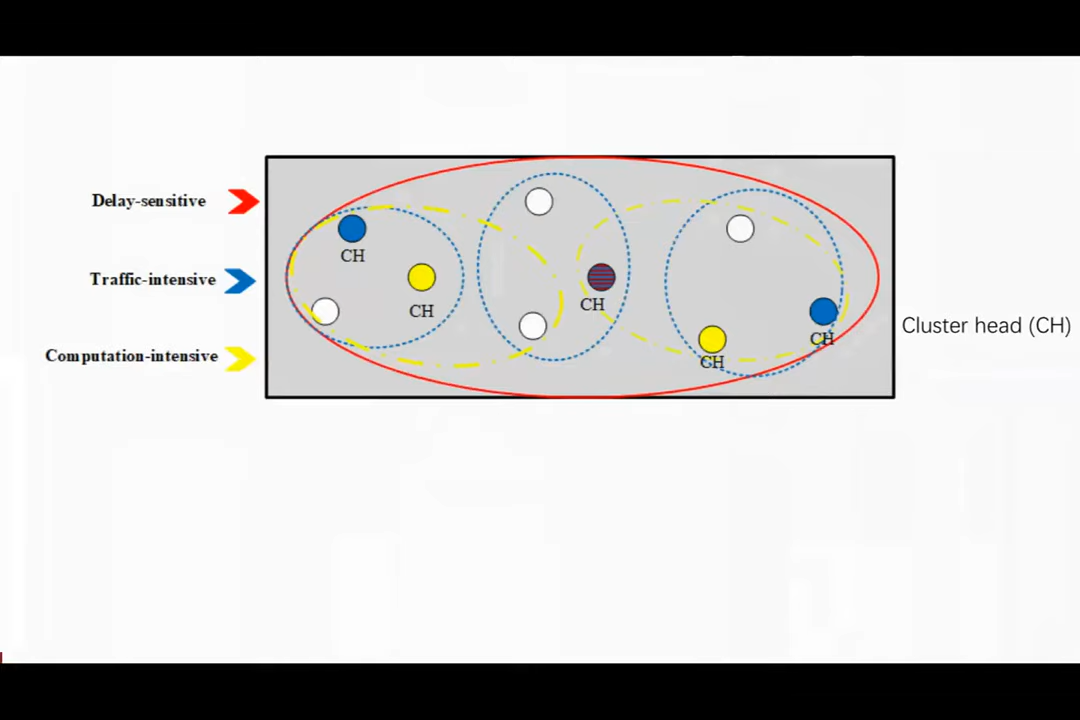 Delay-sensitive
CH
Traffic-intensive
CH
CH
Cluster head (CH)
CH
Computation-intensive
CH